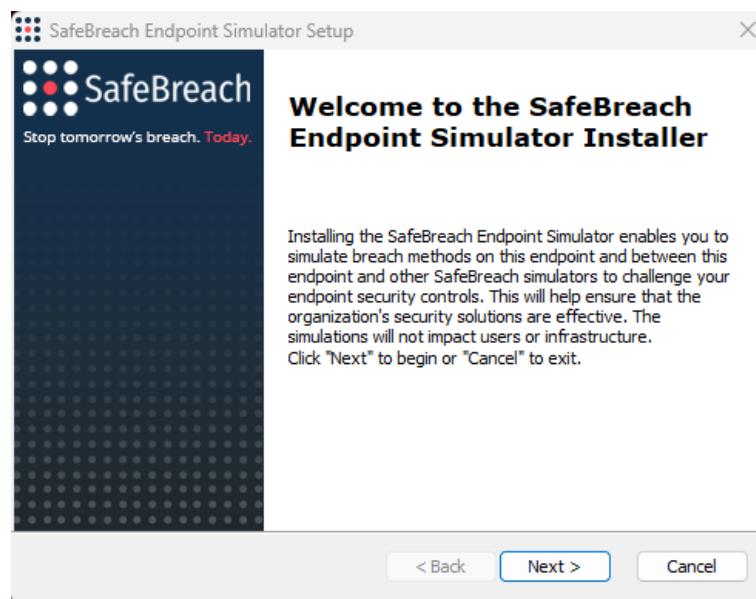 SafeBreach Endpoint Simulator Setup
SafeBreach
Stop tomorrow's breach. Today.
Welcome to the SafeBreach
Endpoint Simulator Installer
Installing the SafeBreach Endpoint Simulator enables you to
simulate breach methods on this endpoint and between this
endpoint and other SafeBreach simulators to challenge your
endpoint security controls. This will help ensure that the
organization's security solutions are effective. The
simulations will not impact users or infrastructure.
Click "Next" to begin or "Cancel" to exit.
< Back
Next >
Cancel